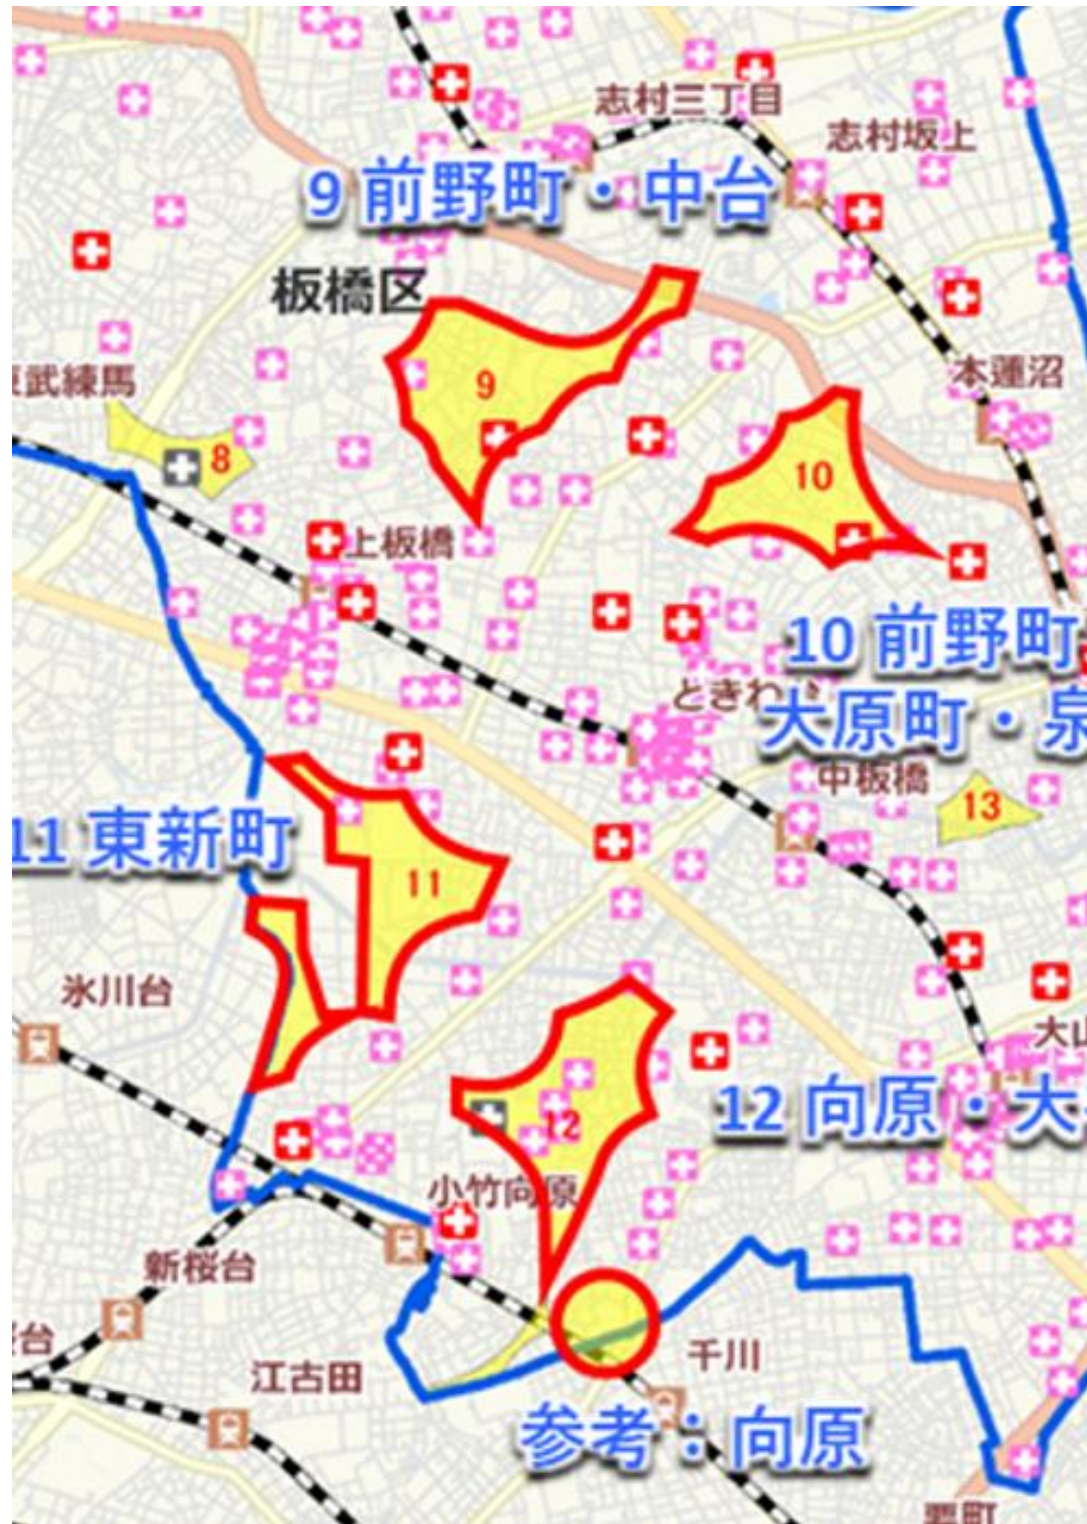 志村三丁目
志村坂上
9 前野町・中台
板橋区
本蓮沼
武練馬
9
8
10
上板橋
10 前野町
大原町・泉
ときわ
中板橋
13
11 東新町
11
氷川台
大山
12 向原・大
12
小竹向原
新桜台
台
江古田
千川
参考：向原
要町